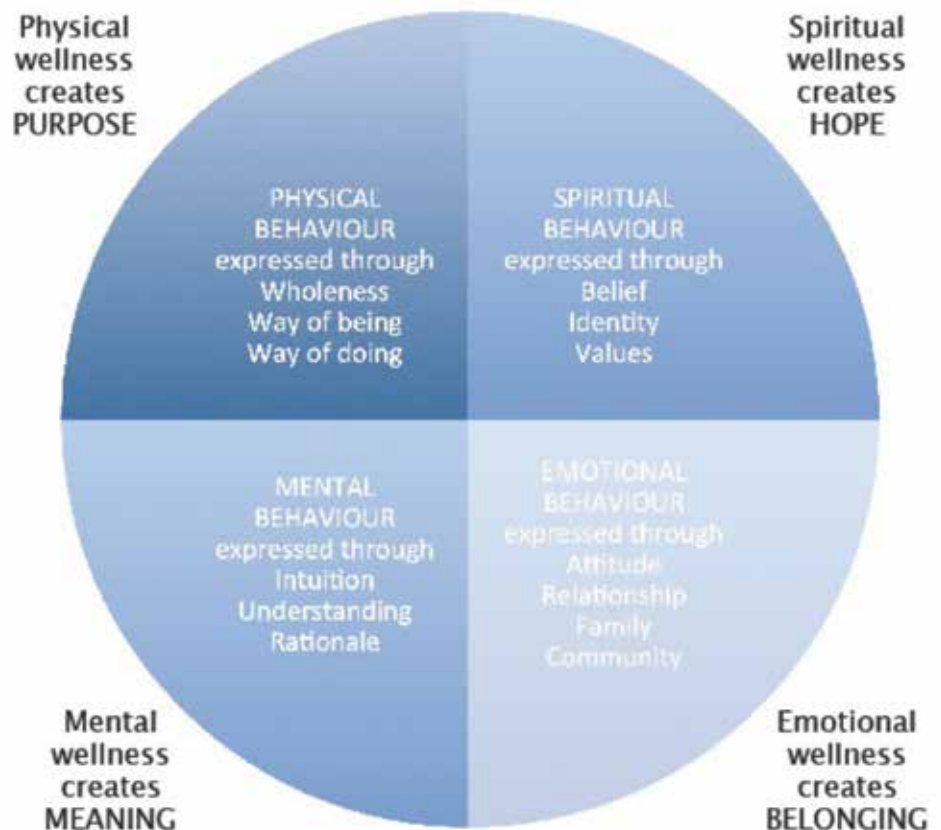 Physical
wellness
creates
PURPOSE
Spiritual
wellness
creates
HOPE
PHYSICAL
BEHAVIOUR
expressed through
Wholeness
Way of being
Way of doing
SPIRITUAL
BEHAVIOUR
expressed through
Belief
Identity
Values
MENTAL
BEHAVIOUR
expressed through
Intuition
Understanding
Rationale
EMOTIONAL
BEHAVIOUR
expressed through
Attitude
Relationship
Family
Community
Mental
wellness
creates
MEANING
Emotional
wellness
creates
BELONGING